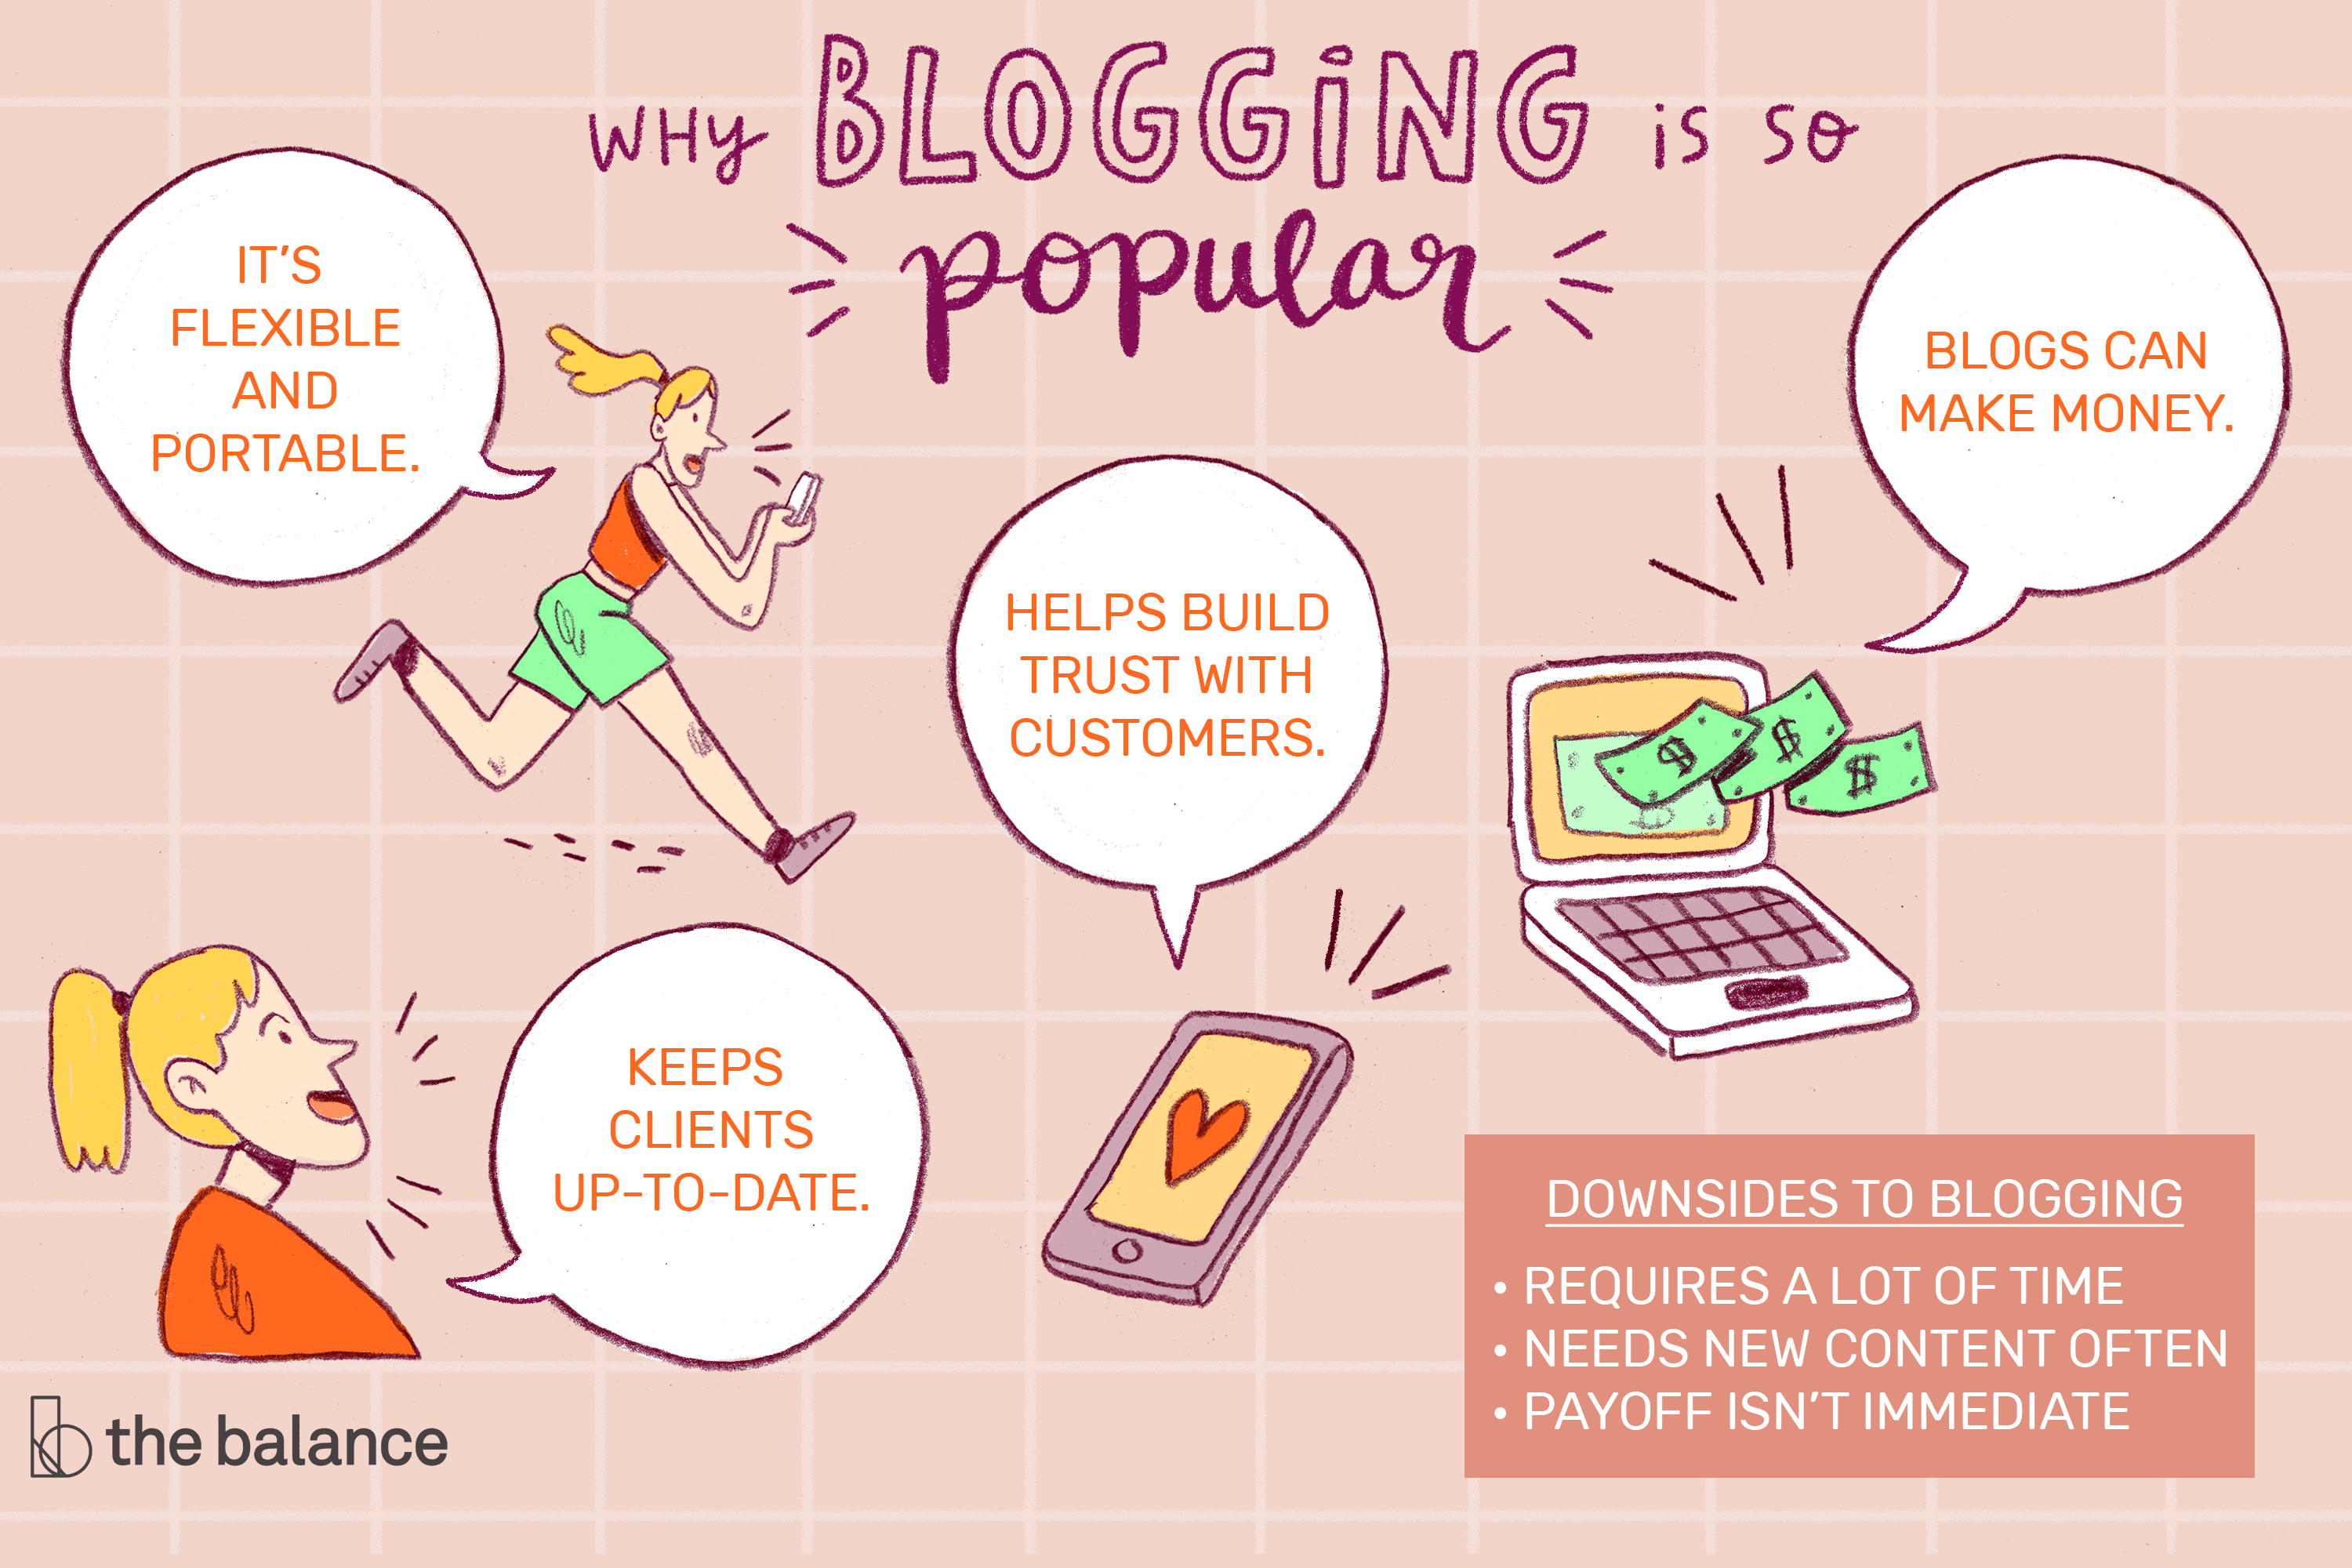 WHY BLOGGING is so
popular
IT'S
FLEXIBLE
AND
PORTABLE.
BLOGS CAN
MAKE MONEY.
HELPS BUILD
TRUST WITH
CUSTOMERS.
$ $ $
KEEPS
CLIENTS
UP-TO-DATE.
DOWNSIDES TO BLOGGING
• REQUIRES A LOT OF TIME
• NEEDS NEW CONTENT OFTEN
• PAYOFF ISN'T IMMEDIATE
b the balance